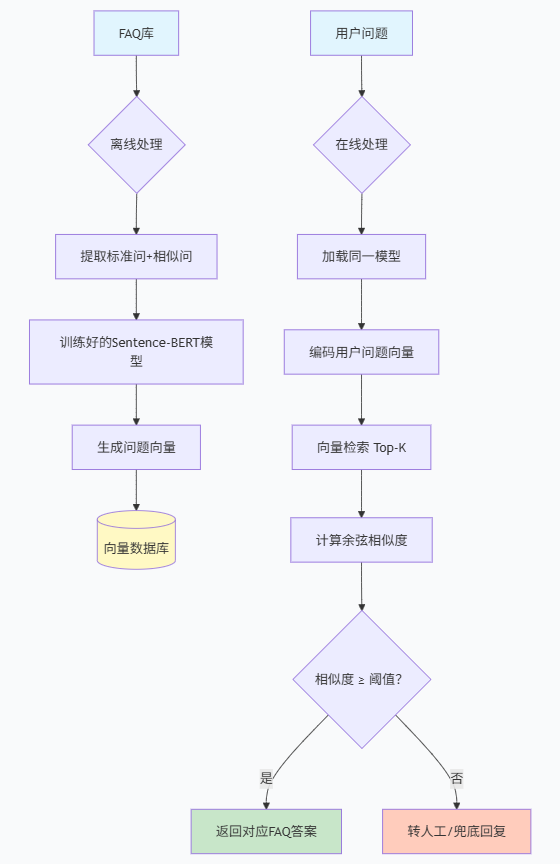 FAQ库
离线处理
提取标准问+相似问
训练好的Sentence-BERT模
型
生成问题向量
向量数据库
用户问题
在线处理
加载同一模型
编码用户问题向量
向量检索 Top-K
计算余弦相似度
相似度 ≥ 阈值?
是
否
返回对应FAQ答案
转人工/兜底回复